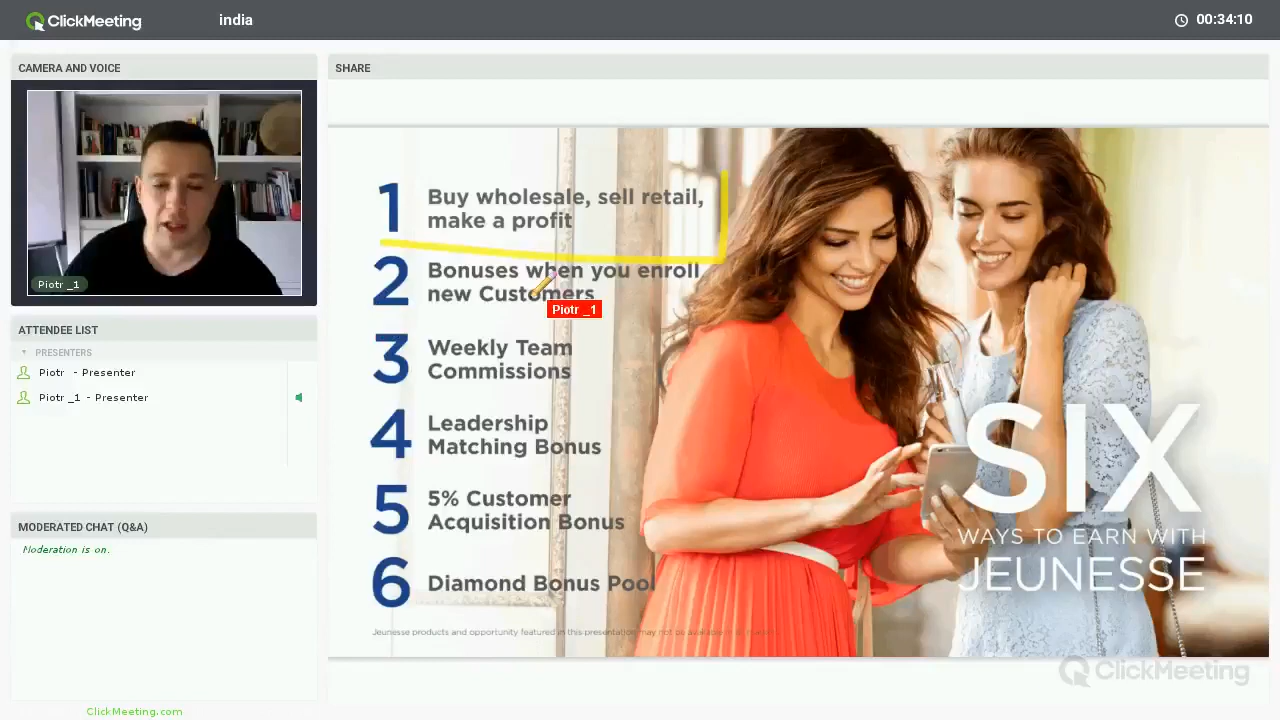 ClickMeeting
india
00:34:10
CAMERA AND VOICE
Piotr _1
ATTENDEE LIST
PRESENTERS
Piotr - Presenter
Piotr _1 - Presenter
MODERATED CHAT (Q&A)
Moderation is on.
ClickMeeting.com
SHARE
1 Buy wholesale, sell retail,
make a profit
2 Bonuses when you enroll
new Customers
Piotr _1
3 Weekly Team
Commissions
4 Leadership
Matching Bonus
5 5% Customer
Acquisition Bonus
6 Diamond Bonus Pool
SIX
WAYS TO EARN WITH
JEUNESSE
Jeunesse products and opportunity featured in this presentation may not be available in
ClickMeeting